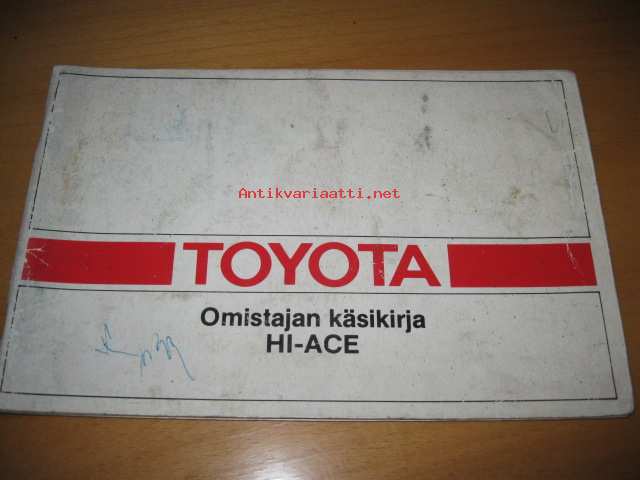 Antikvariaatti.net
TOYOTA
Omistajan käsikirja
HI-ACE